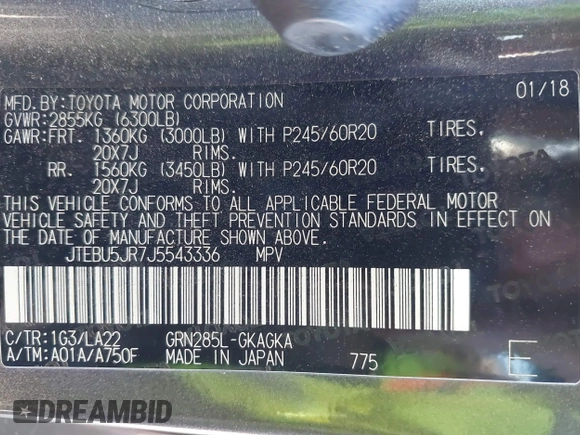 MFD.BY:TOYOTA MOTOR CORPORATION 01/18
GVWR:2855KG (6300LB)
GAWR:FRT. 1360KG (3000LB) WITH P245/60R20 TIRES,
20X7J RIMS.
RR. 1560KG (3450LB) WITH P245/60R20 TIRES,
20X7J RIMS.
THIS VEHICLE CONFORMS TO ALL APPLICABLE FEDERAL MOTOR
VEHICLE SAFETY AND THEFT PREVENTION STANDARDS IN EFFECT ON
THE DATE OF MANUFACTURE SHOWN ABOVE.
JTEBU5JR7J5543336 MPV
C/TR:1G3/LA22 GRN285L-GKAGKA
A/TM:A01A/A750F MADE IN JAPAN 775 E
DREAMBID